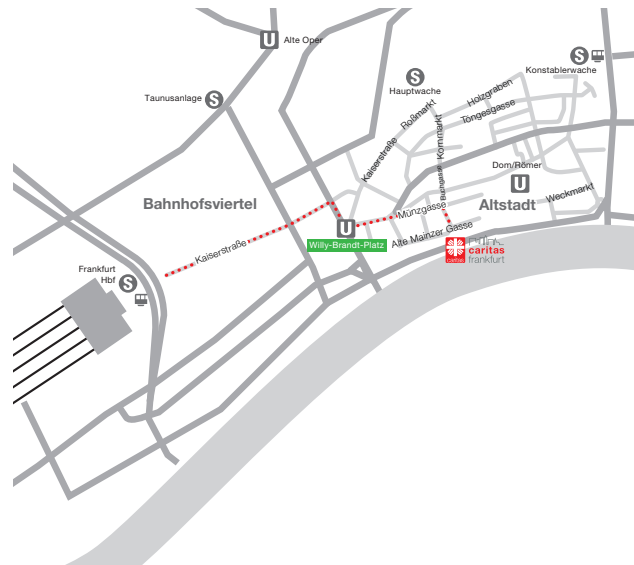 U
Alte Oper
S
Konstablerwache
S
Hauptwache
Taunusanlage
S
Holzgraben
Roßmarkt
Töngesgasse
Kornmarkt
Kaiserstraße
Dom/Römer
U
Buchgasse
Weckmarkt
Bahnhofsviertel
Altstadt
Münzgasse
U
Willy-Brandt-Platz
Alte Mainzer Gasse
Kaiserstraße
caritas
caritas
frankfurt
Frankfurt
Hbf
S